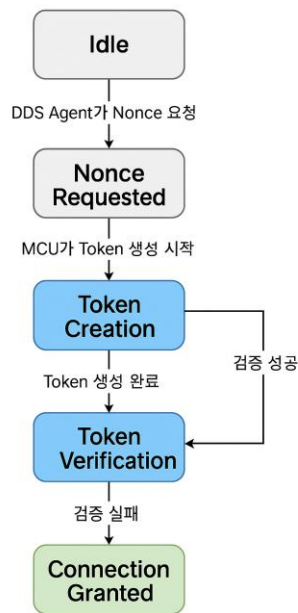 Idle
DDS Agent가 Nonce 요청
Nonce
Requested
MCU가 Token 생성 시작
Token
Creation
검증 성공
Token 생성 완료
Token
Verification
검증 실패
Connection
Granted